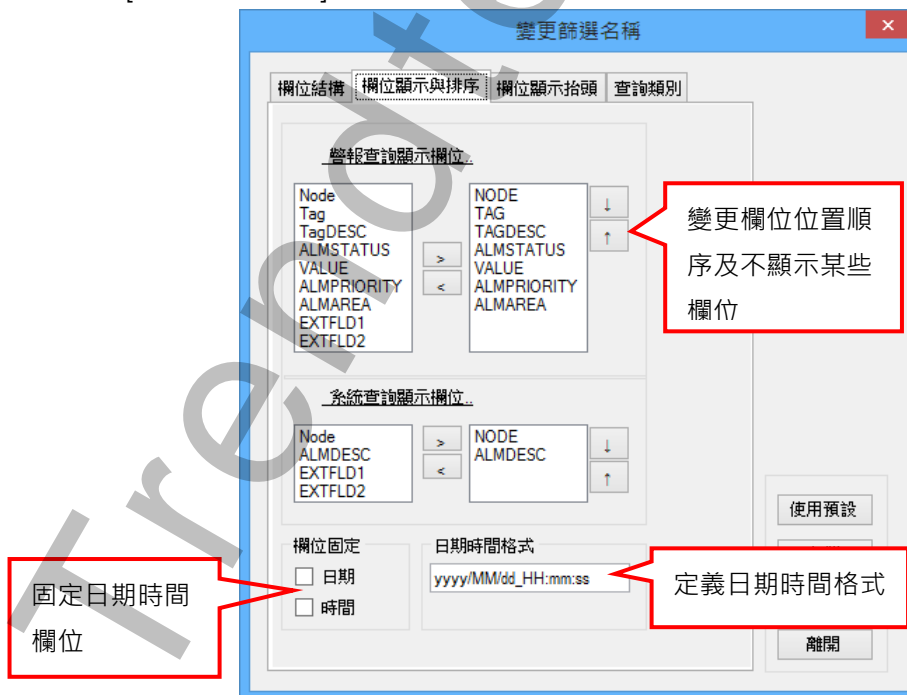 變更篩選名稱
欄位結構 欄位顯示與排序 欄位顯示抬頭 查詢類別
警報查詢顯示欄位..
Node
Tag
TagDESC
ALMSTATUS
VALUE
ALMPRIORITY
ALMAREA
EXTFLD1
EXTFLD2
>
<
NODE
TAG
TAGDESC
ALMSTATUS
VALUE
ALMPRIORITY
ALMAREA
↓
↑
變更欄位位置順
序及不顯示某些
欄位
系統查詢顯示欄位..
Node
ALMDESC
EXTFLD1
EXTFLD2
>
<
NODE
ALMDESC
↓
↑
使用預設
欄位固定
日期
時間
日期時間格式
yyyy/MM/dd_HH:mm:ss
固定日期時間
欄位
定義日期時間格式
離開